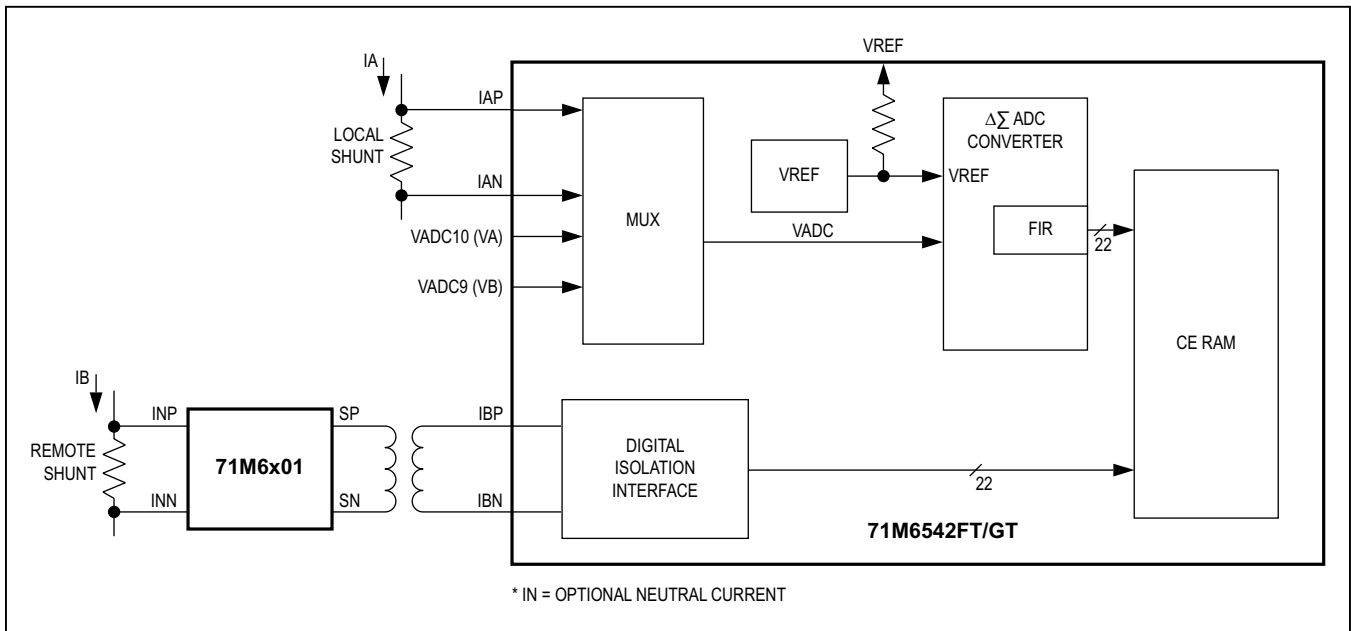 VREF
IA
IAP
LOCAL
SHUNT
IAN
VADC10 (VA)
VADC9 (VB)
MUX
VREF
VADC
∆∑ ADC
CONVERTER
VREF
FIR
22
CE RAM
IB
INP
REMOTE
SHUNT
INN
71M6x01
SP
SN
IBP
IBN
DIGITAL
ISOLATION
INTERFACE
22
71M6542FT/GT
* IN = OPTIONAL NEUTRAL CURRENT